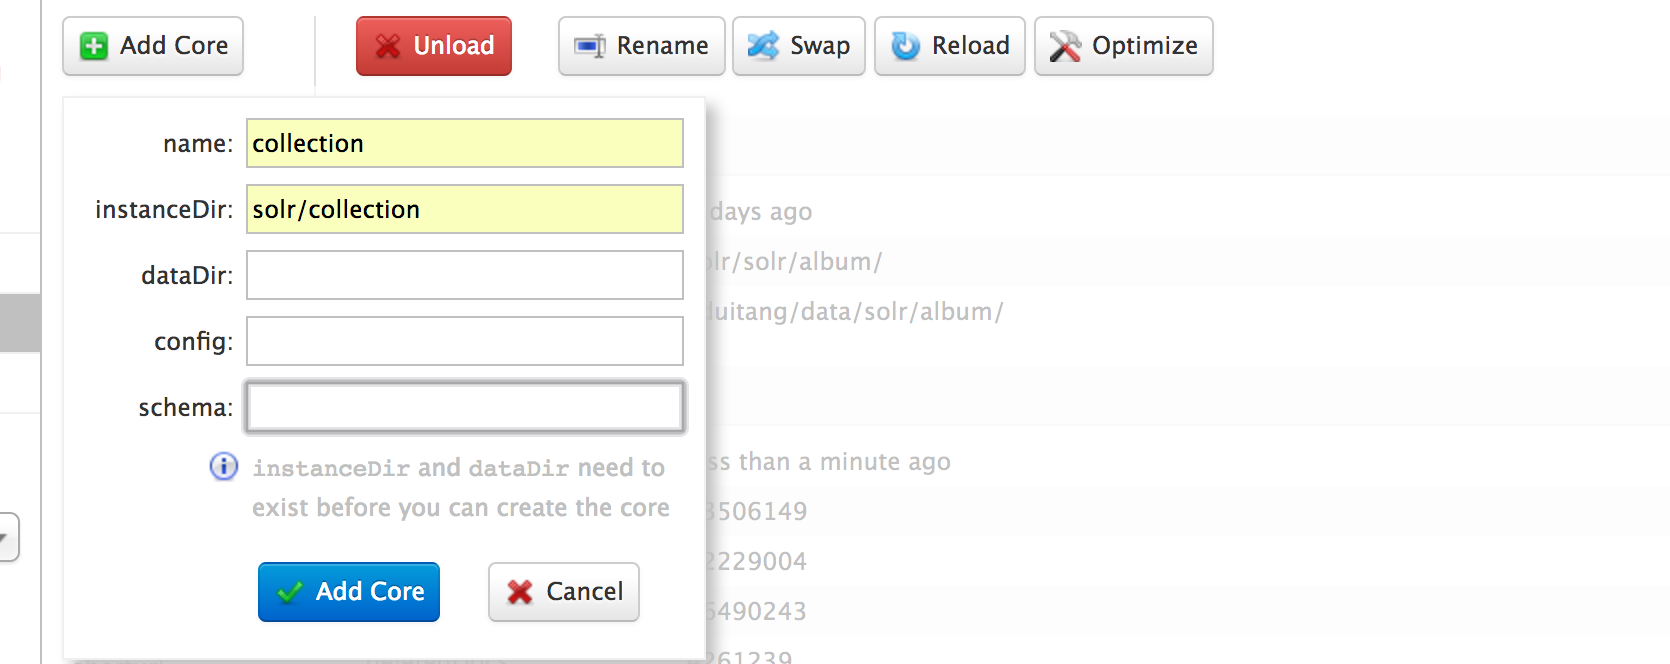 Add Core Unload Rename Swap Reload Optimize
name: collection
instanceDir: solr/collection
days ago
dataDir:
olr/solr/album/
duitang/data/solr/album/
config:
schema:
instanceDir and dataDir need to
ss than a minute ago
exist before you can create the core
3506149
2229004
Add Core Cancel
5490243
261239